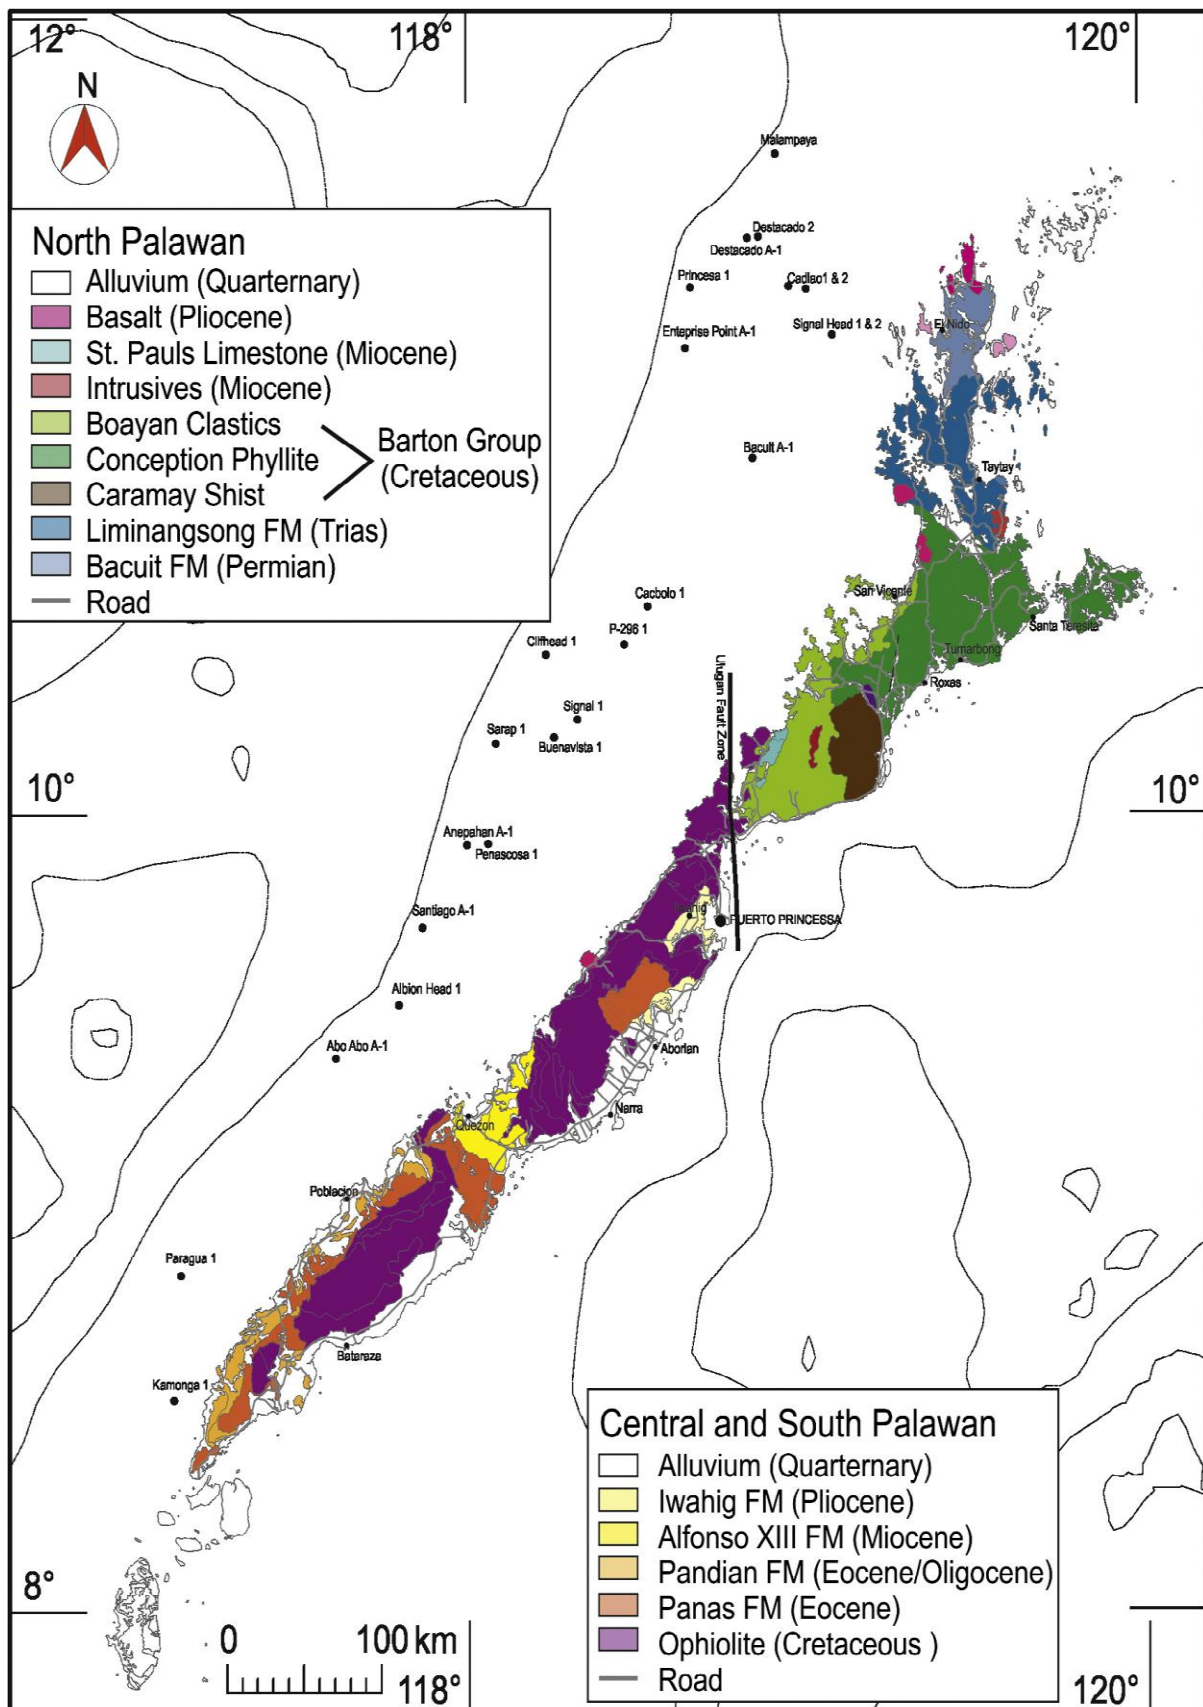 12°
118°
120°
N
Malampaya
Destacado 2
Destacado A-1
Princesa 1
Cadlao1 & 2
Enteprise Point A-1
Signal Head 1 & 2
El Nido
North Palawan
Alluvium (Quarternary)
Basalt (Pliocene)
St. Pauls Limestone (Miocene)
Intrusives (Miocene)
Boayan Clastics
Conception Phyllite
Caramay Shist
Barton Group
(Cretaceous)
Liminangsong FM (Trias)
Bacuit FM (Permian)
Road
Bacult A-1
Taytay
Cacbolo 1
San Vicente
Santa Teresita
P-296 1
Cliffhead 1
Tumarbong
Ulugan Fault Zone
Roxas
Signal 1
Sarap 1
Buenavista 1
10°
10°
Anepahan A-1
Penascosa 1
Santiago A-1
Iwahig
PUERTO PRINCESSA
Albion Head 1
Abo Abo A-1
Aborlan
Quezon
Narra
Poblacion
Paragua 1
Bataraza
Kamonga 1
Central and South Palawan
Alluvium (Quarternary)
Iwahig FM (Pliocene)
Alfonso XIII FM (Miocene)
Pandian FM (Eocene/Oligocene)
Panas FM (Eocene)
Ophiolite (Cretaceous )
Road
8°
0 100 km
118°
120°